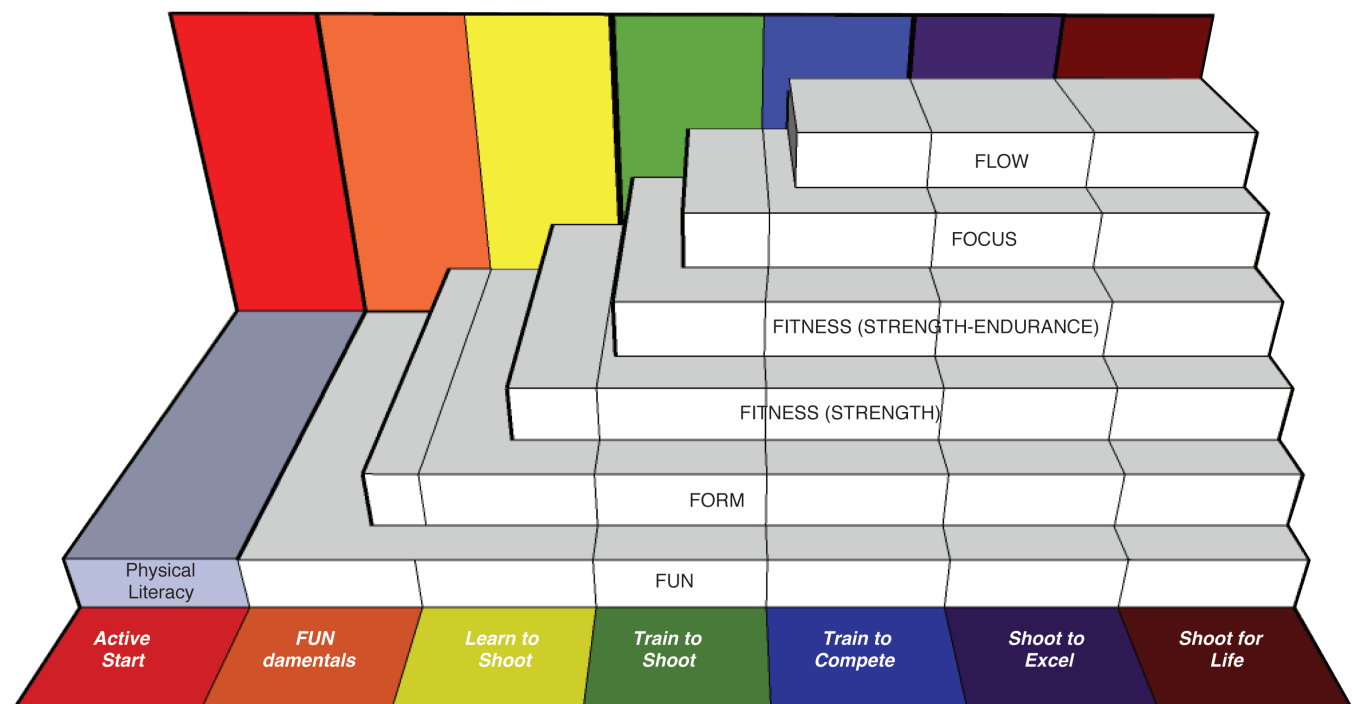 FLOW
FOCUS
FITNESS (STRENGTH-ENDURANCE)
FITNESS (STRENGTH)
FORM
Physical
Literacy
FUN
Active
Start
FUN
damentals
Learn to
Shoot
Train to
Shoot
Train to
Compete
Shoot to
Excel
Shoot for
Life